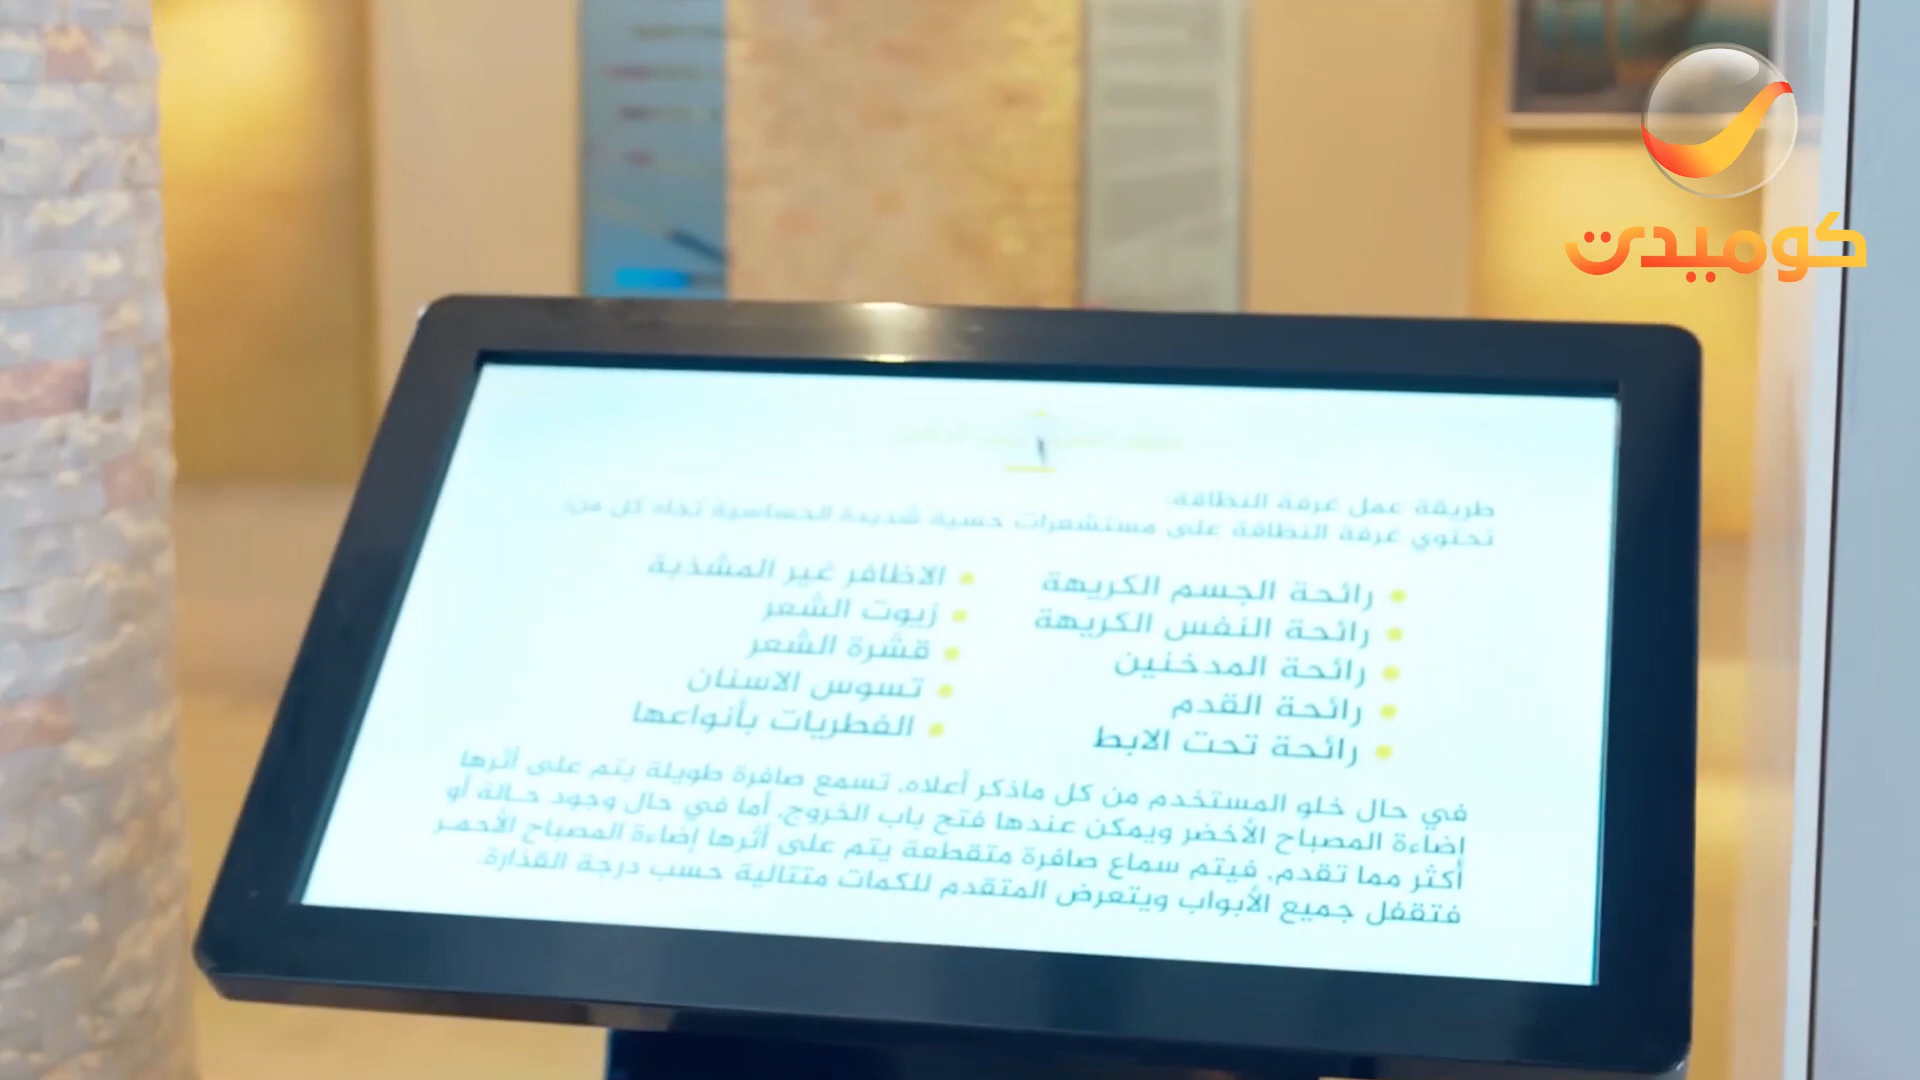 كوميدي
طريقة عمل غرفة النظافة:
تحتوي غرفة النظافة على مستشعرات حسية شديدة الحساسية تجاه كل من:
رائحة الجسم الكريهة
رائحة النفس الكريهة
رائحة المدخنين
رائحة القدم
رائحة تحت الابط
الاظافر غير المشذبة
زيوت الشعر
قشرة الشعر
تسوس الاسنان
الفطريات بأنواعها
في حال خلو المستخدم من كل ماذكر أعلاه، تسمع صافرة طويلة يتم على أثرها
إضاءة المصباح الأخضر ويمكن عندها فتح باب الخروج. أما في حال وجود حالة أو
أكثر مما تقدم، فيتم سماع صافرة متقطعة يتم على أثرها إضاءة المصباح الأحمر
فتقفل جميع الأبواب ويتعرض المتقدم للكمات متتالية حسب درجة القذارة.